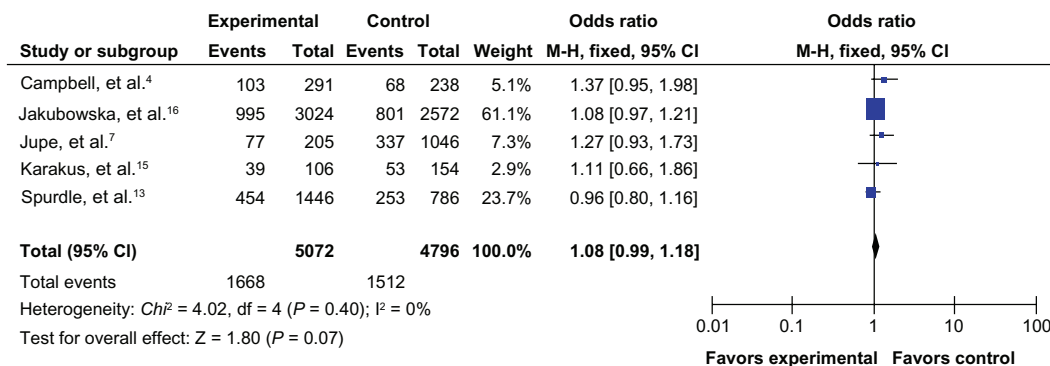 Experimental Control Odds ratio Odds ratio
Study or subgroup Events Total Events Total Weight M-H, fixed, 95% CI M-H, fixed, 95% CI
Campbell, et al.⁴ 103 291 68 238 5.1% 1.37 [0.95, 1.98]
Jakubowska, et al.¹⁶ 995 3024 801 2572 61.1% 1.08 [0.97, 1.21]
Jupe, et al.⁷ 77 205 337 1046 7.3% 1.27 [0.93, 1.73]
Karakus, et al.¹⁵ 39 106 53 154 2.9% 1.11 [0.66, 1.86]
Spurdle, et al.¹³ 454 1446 253 786 23.7% 0.96 [0.80, 1.16]
Total (95% CI) 5072 4796 100.0% 1.08 [0.99, 1.18]
Total events 1668 1512
Heterogeneity: Chi² = 4.02, df = 4 (P = 0.40); I² = 0%
Test for overall effect: Z = 1.80 (P = 0.07)
0.01 0.1 1 10 100
Favors experimental Favors control